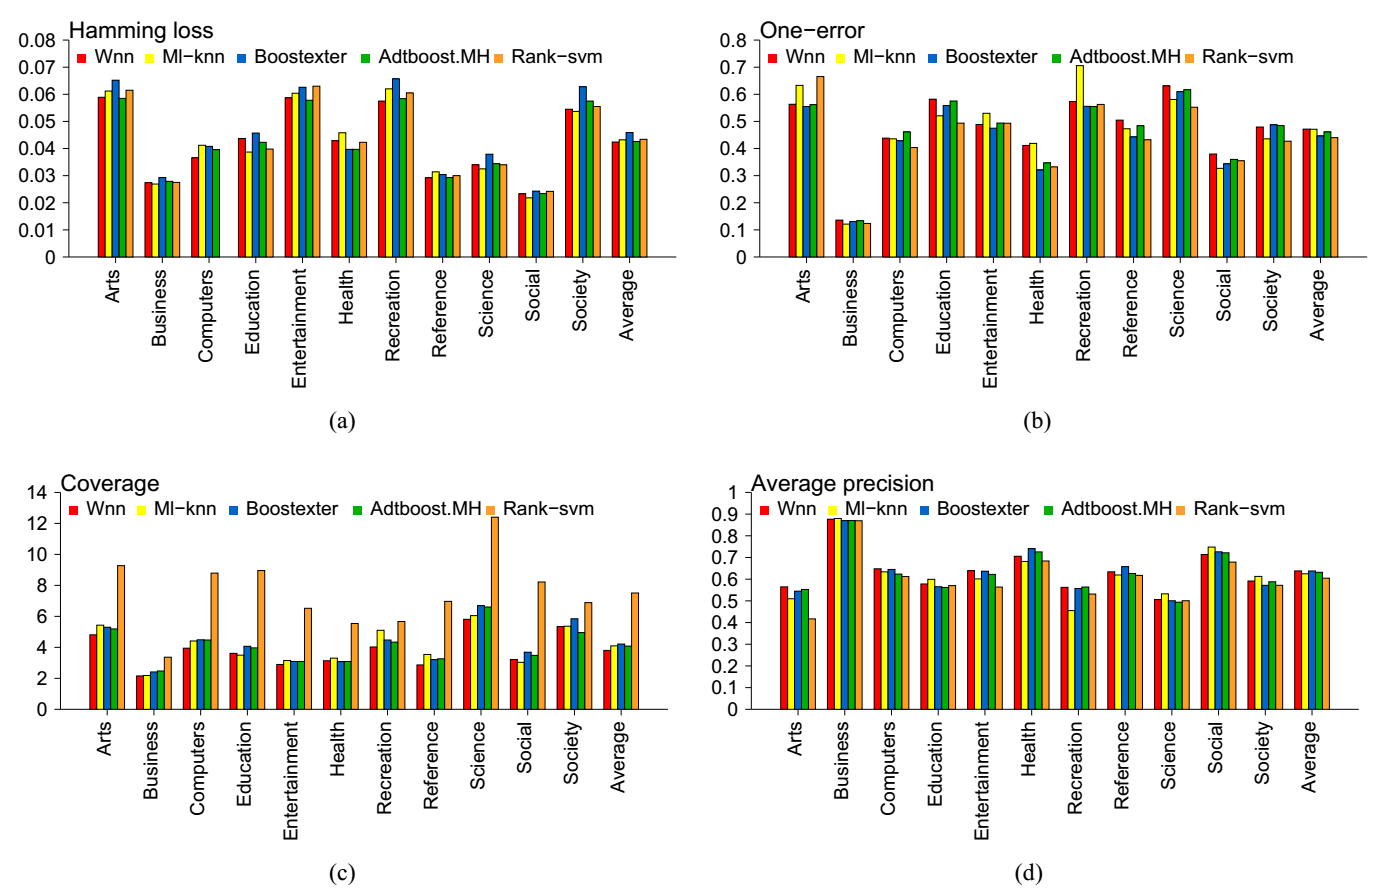 Hamming loss
Wnn Ml−knn Boostexter Adtboost.MH Rank−svm
0.08
0.07
0.06
0.05
0.04
0.03
0.02
0.01
0
Arts
Business
Computers
Education
Entertainment
Health
Recreation
Reference
Science
Social
Society
Average
(a)
One−error
Wnn Ml−knn Boostexter Adtboost.MH Rank−svm
0.8
0.7
0.6
0.5
0.4
0.3
0.2
0.1
0
Arts
Business
Computers
Education
Entertainment
Health
Recreation
Reference
Science
Social
Society
Average
(b)
Coverage
Wnn Ml−knn Boostexter Adtboost.MH Rank−svm
14
12
10
8
6
4
2
0
Arts
Business
Computers
Education
Entertainment
Health
Recreation
Reference
Science
Social
Society
Average
(c)
Average precision
Wnn Ml−knn Boostexter Adtboost.MH Rank−svm
1
0.9
0.8
0.7
0.6
0.5
0.4
0.3
0.2
0.1
0
Arts
Business
Computers
Education
Entertainment
Health
Recreation
Reference
Science
Social
Society
Average
(d)